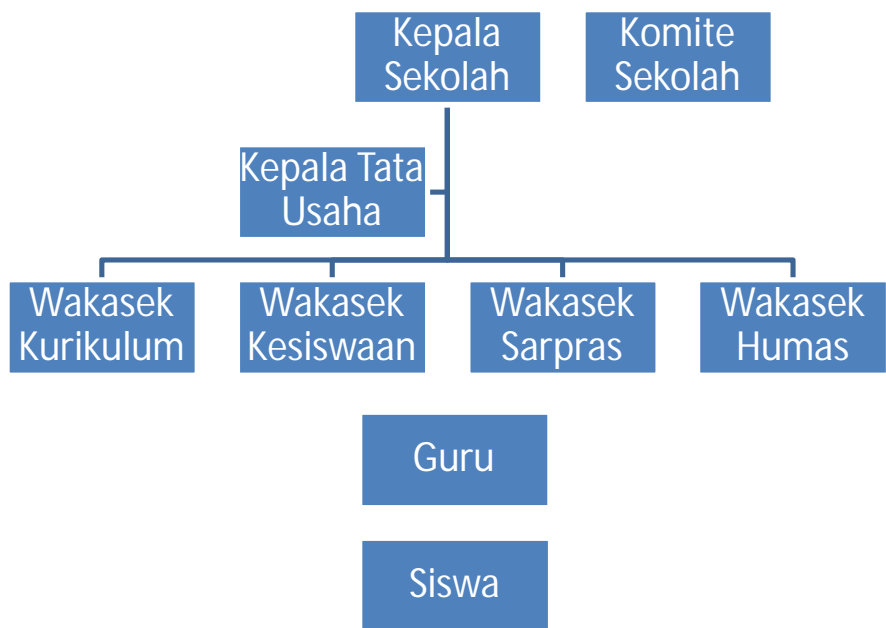 Kepala
Sekolah
Komite
Sekolah
Kepala Tata
Usaha
Wakasek
Kurikulum
Wakasek
Kesiswaan
Wakasek
Sarpras
Wakasek
Humas
Guru
Siswa